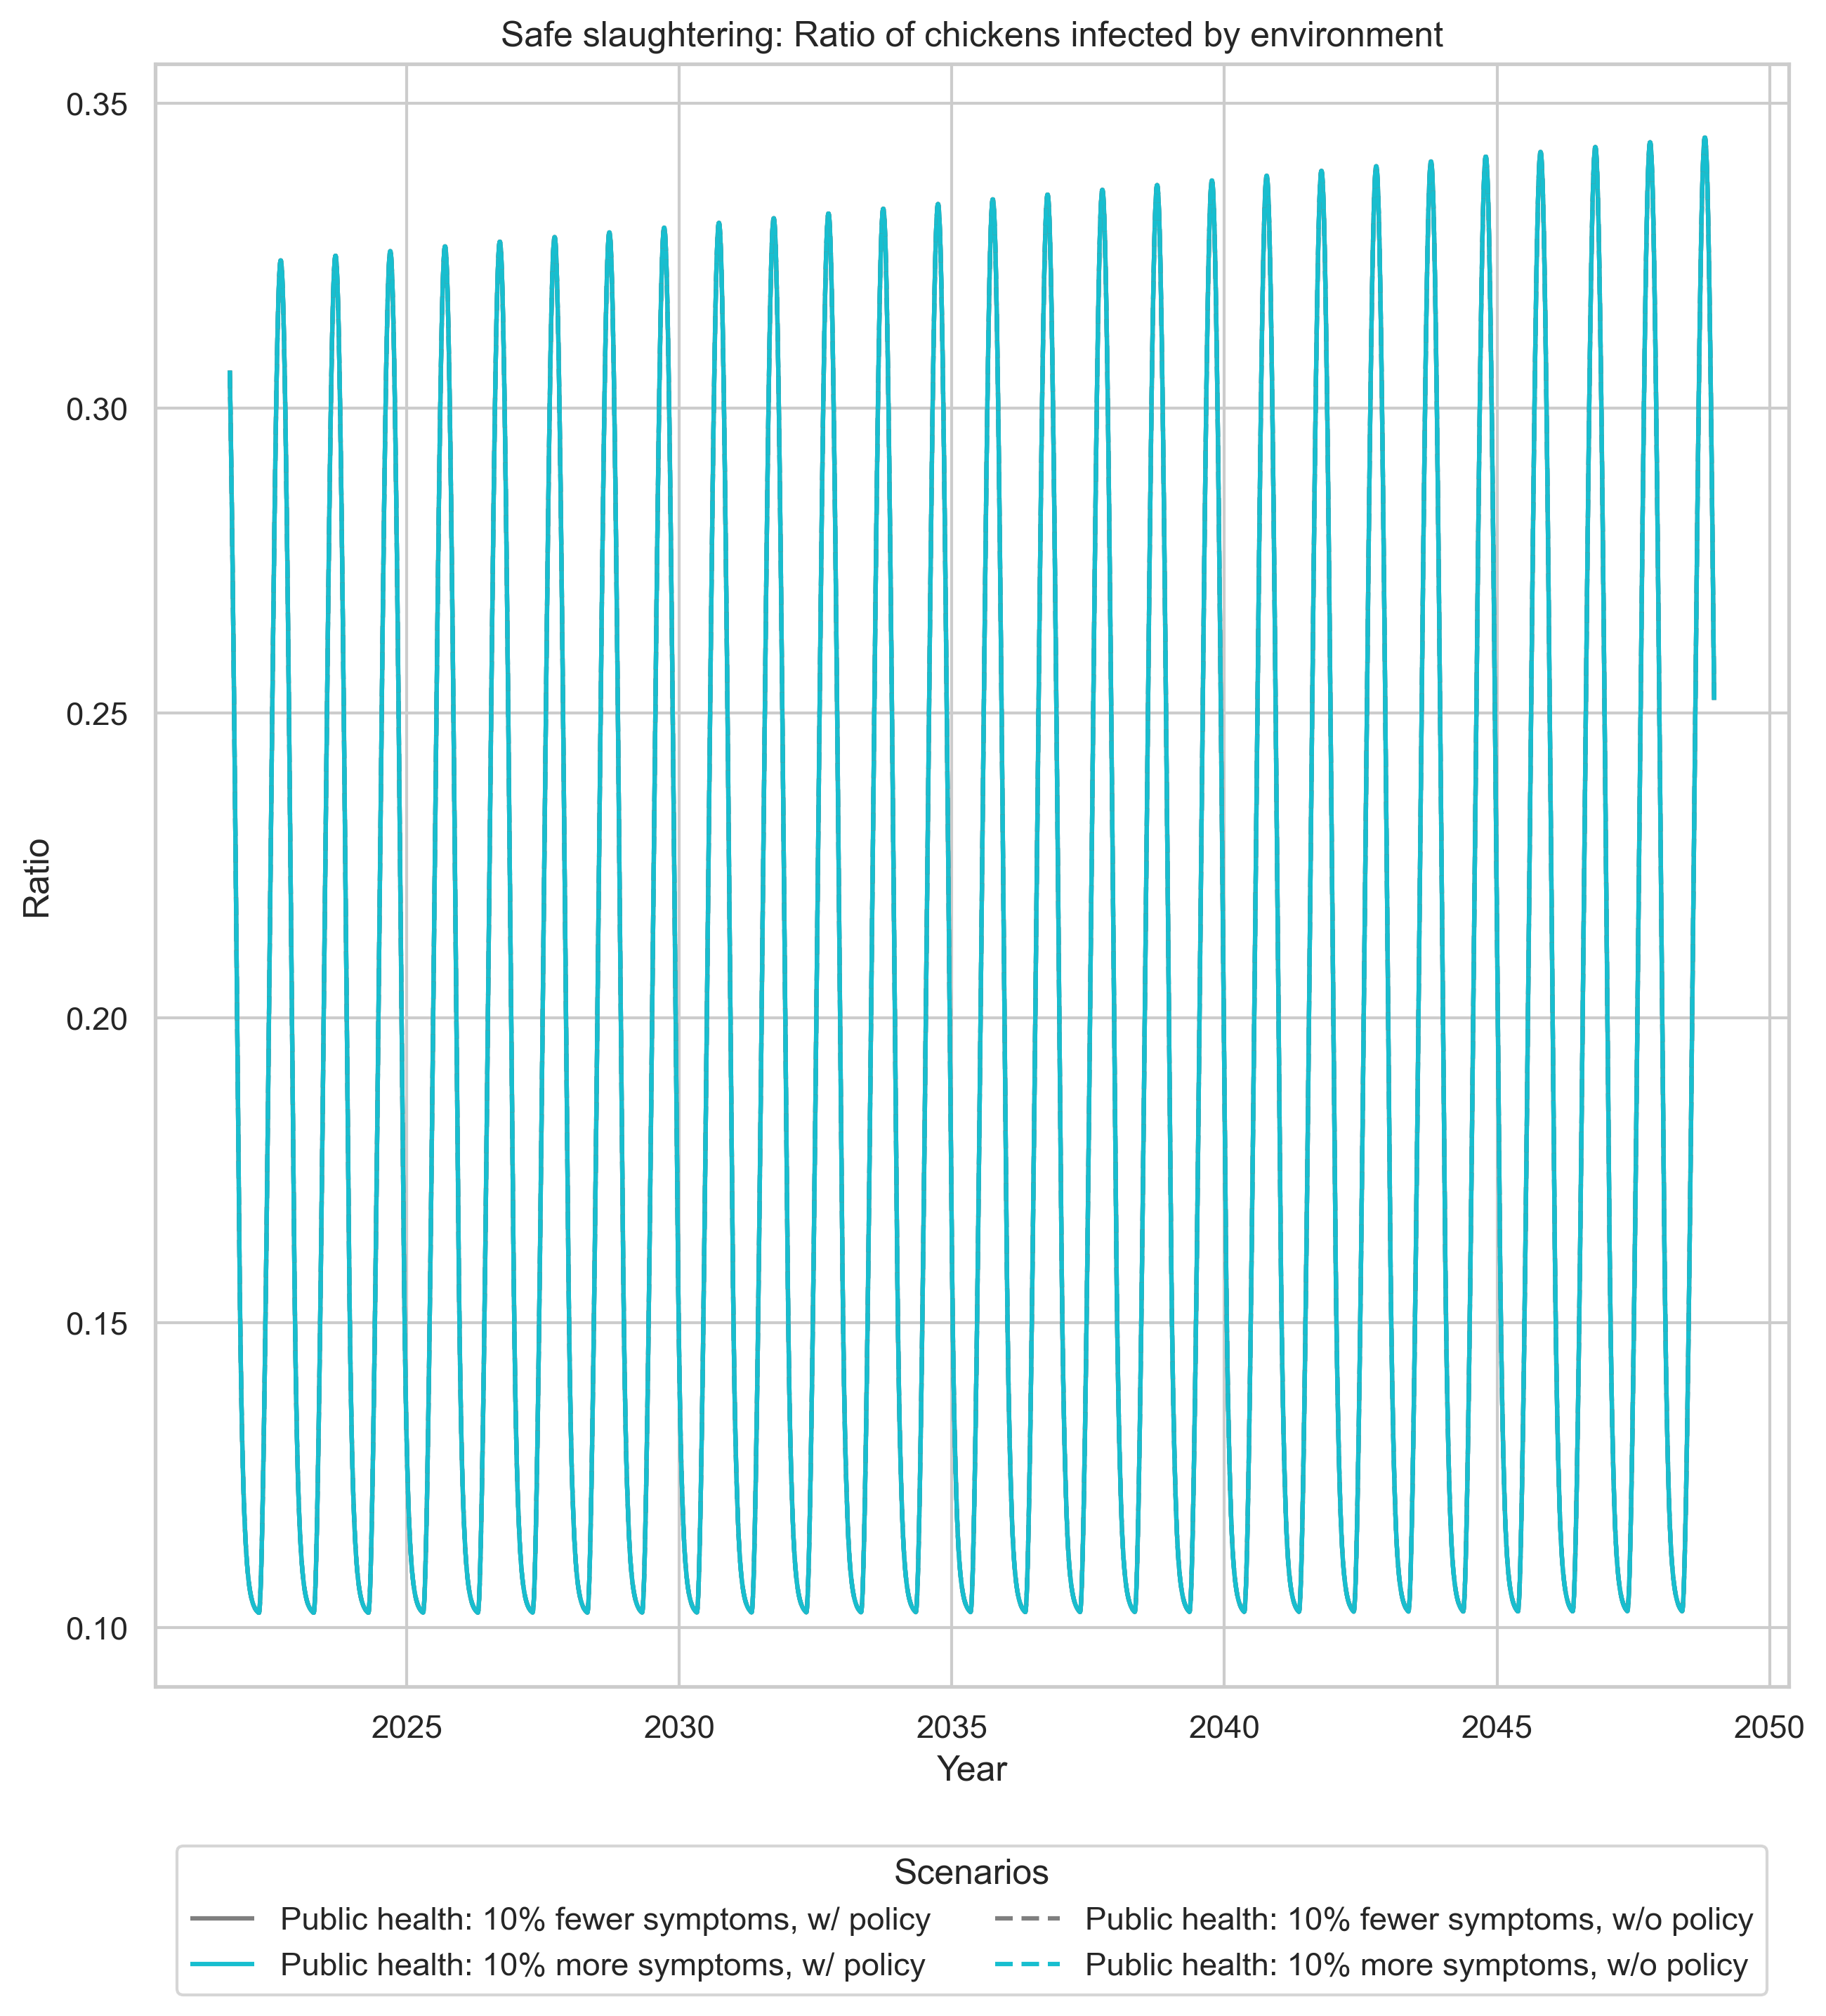 Safe slaughtering: Ratio of chickens infected by environment
0.35
0.30
0.25
0.20
0.15
0.10
Ratio
2025 2030 2035 2040 2045 2050
Year
Scenarios
Public health: 10% fewer symptoms, w/ policy Public health: 10% fewer symptoms, w/o policy
Public health: 10% more symptoms, w/ policy Public health: 10% more symptoms, w/o policy